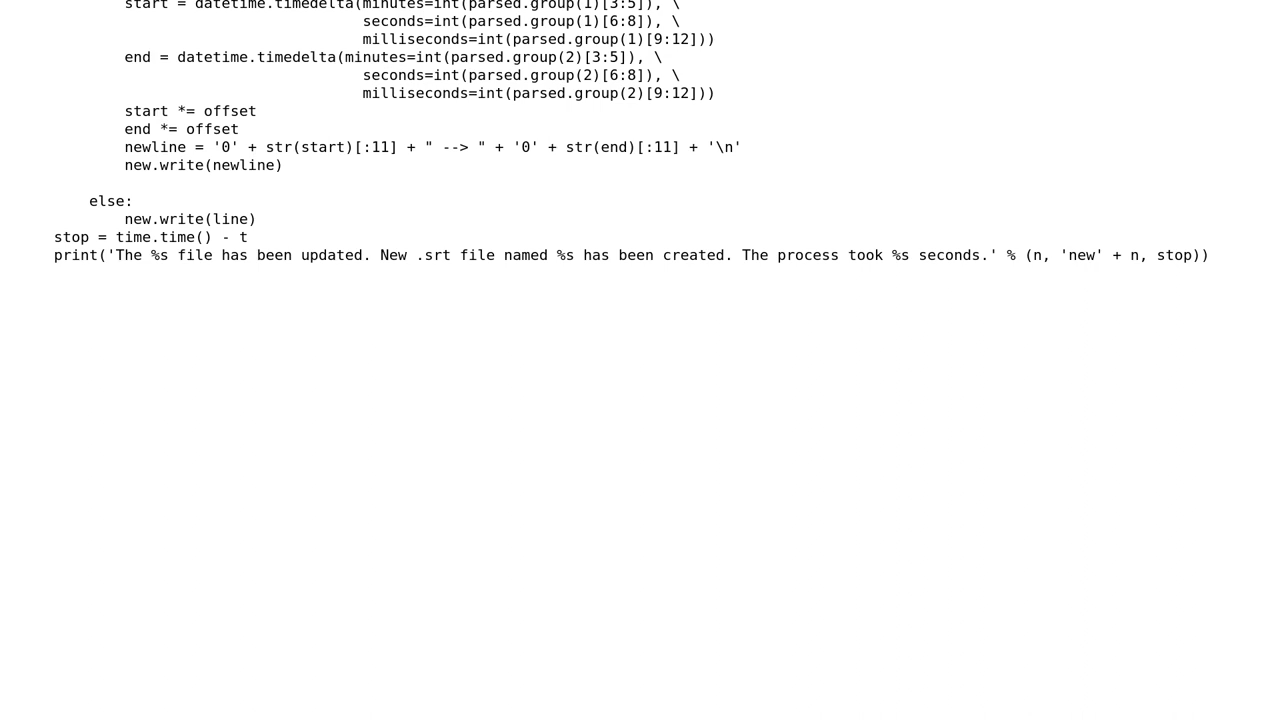 start = datetime.timedelta(minutes=int(parsed.group(1)[3:5]), \
seconds=int(parsed.group(1)[6:8]), \
milliseconds=int(parsed.group(1)[9:12]))
end = datetime.timedelta(minutes=int(parsed.group(2)[3:5]), \
seconds=int(parsed.group(2)[6:8]), \
milliseconds=int(parsed.group(2)[9:12]))
start *= offset
end *= offset
newline = '0' + str(start)[:11] + " --> " + '0' + str(end)[:11] + '\n'
new.write(newline)
else:
new.write(line)
stop = time.time() - t
print('The %s file has been updated. New .srt file named %s has been created. The process took %s seconds.' % (n, 'new' + n, stop))